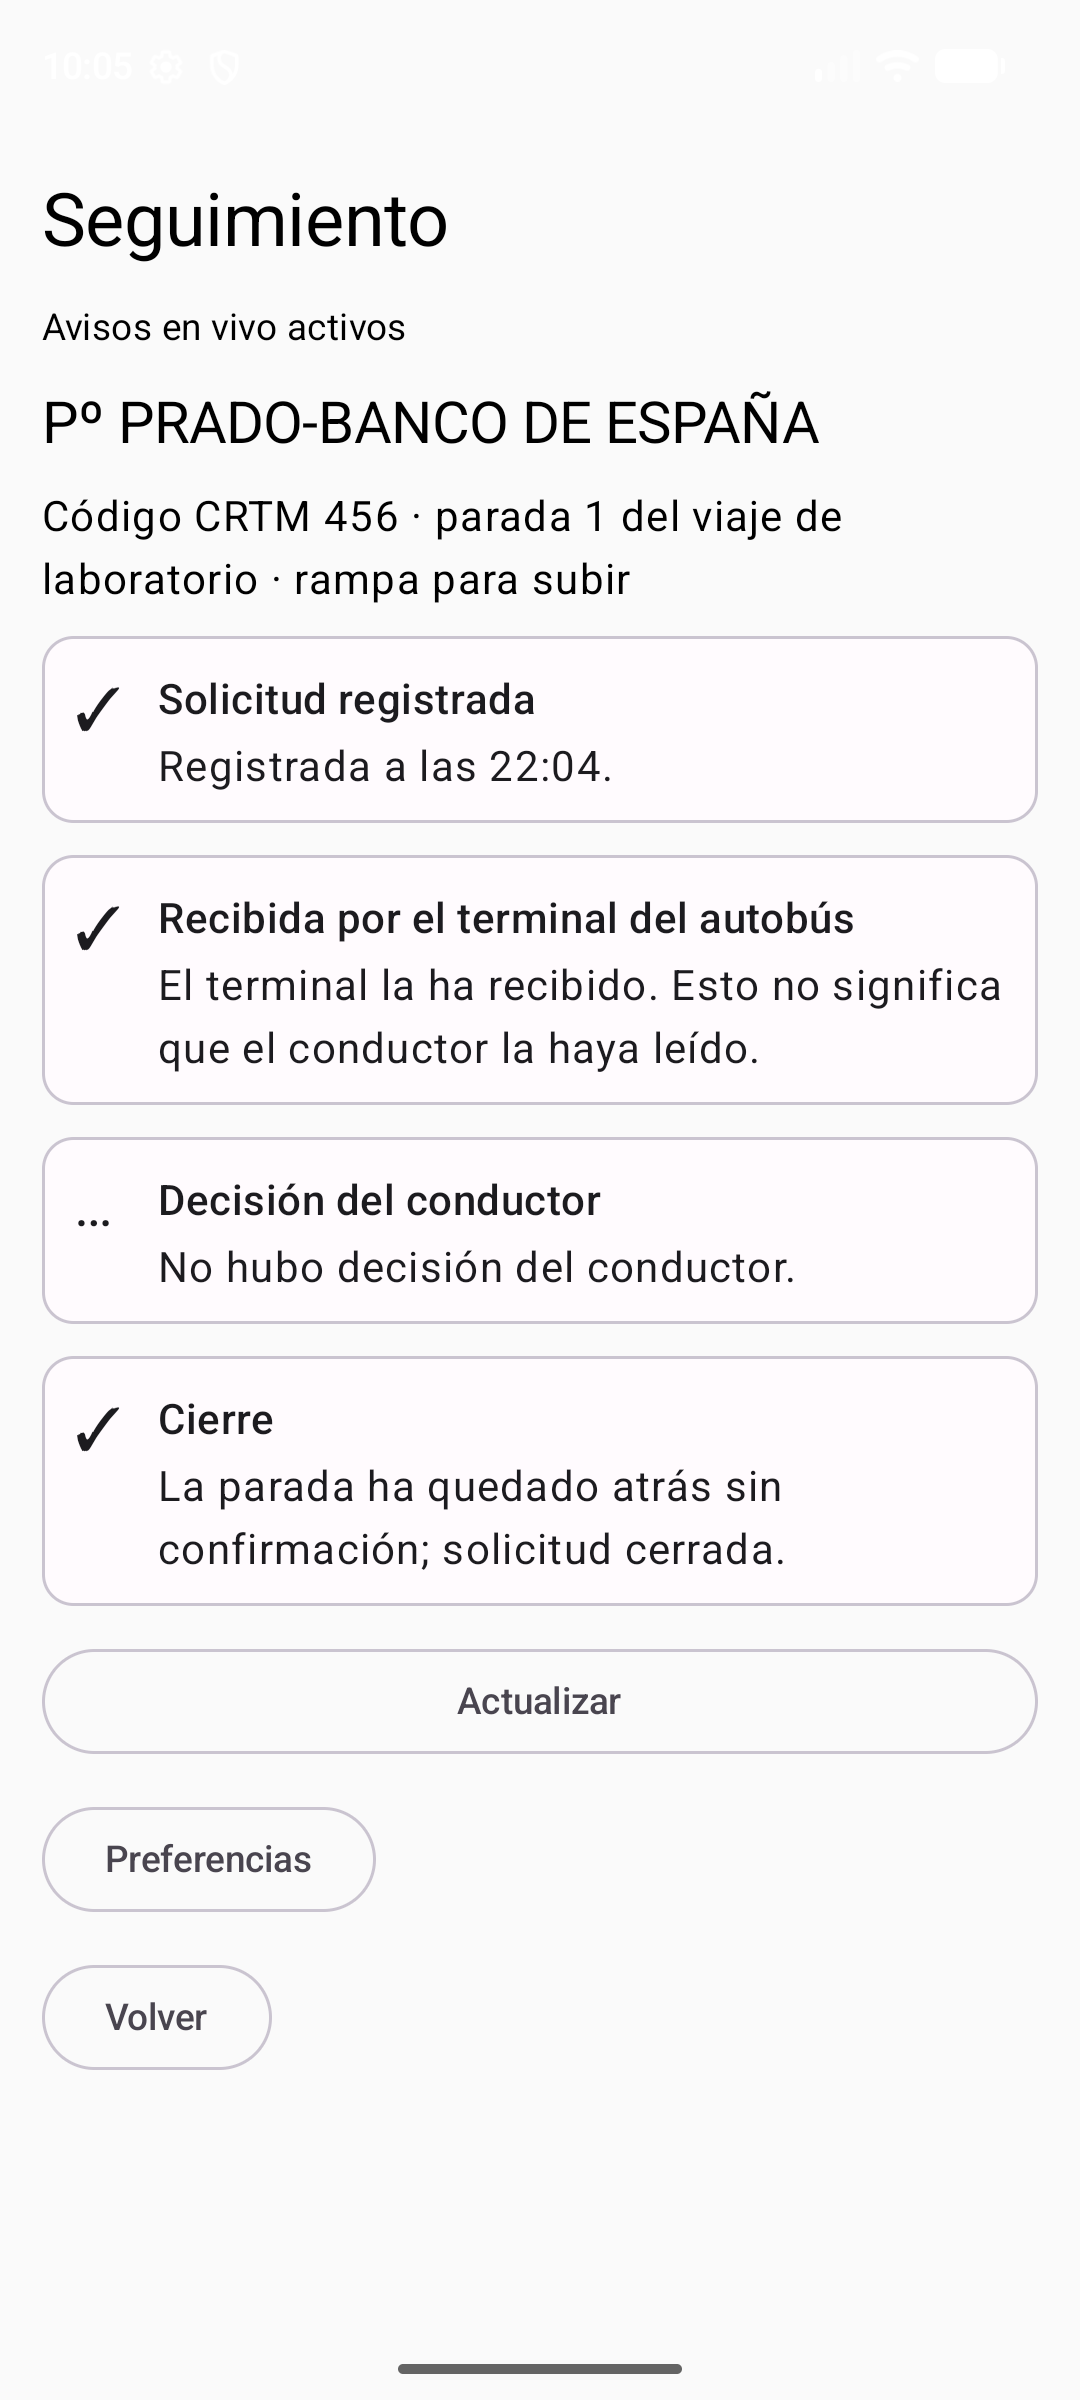 10:05
Seguimiento
Avisos en vivo activos
Pº PRADO-BANCO DE ESPAÑA
Código CRTM 456 · parada 1 del viaje de
laboratorio · rampa para subir
✓ Solicitud registrada
Registrada a las 22:04.
✓ Recibida por el terminal del autobús
El terminal la ha recibido. Esto no significa
que el conductor la haya leído.
… Decisión del conductor
No hubo decisión del conductor.
✓ Cierre
La parada ha quedado atrás sin
confirmación; solicitud cerrada.
Actualizar
Preferencias
Volver